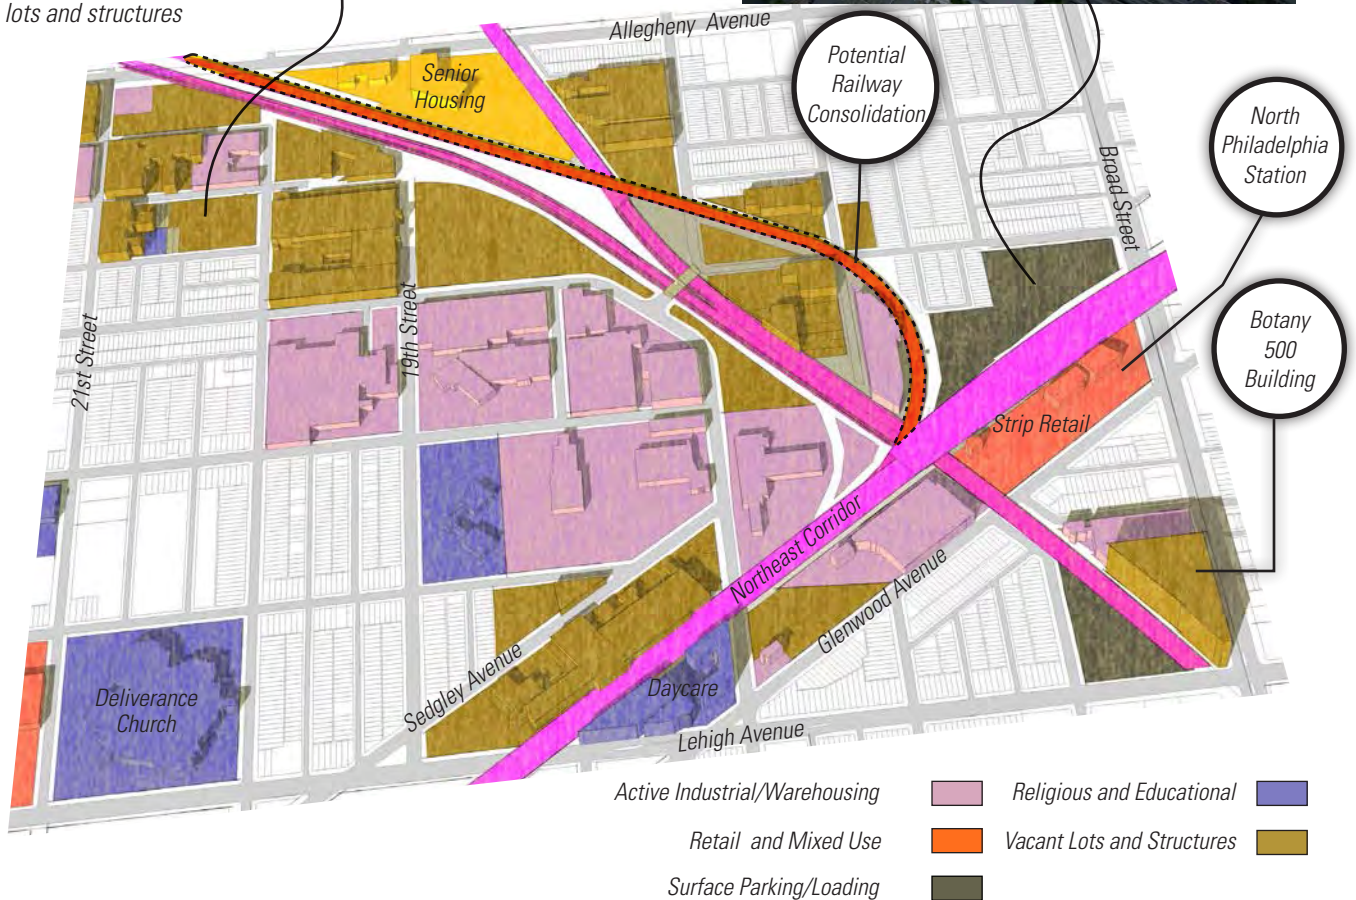 lots and structures
Allegheny Avenue
Senior
Housing
Potential
Railway
Consolidation
North
Philadelphia
Station
Broad Street
Botany
500
Building
21st Street
19th Street
Strip Retail
Northeast Corridor
Glenwood Avenue
Sedgley Avenue
Deliverance
Church
Daycare
Lehigh Avenue
Active Industrial/Warehousing
Religious and Educational
Retail and Mixed Use
Vacant Lots and Structures
Surface Parking/Loading